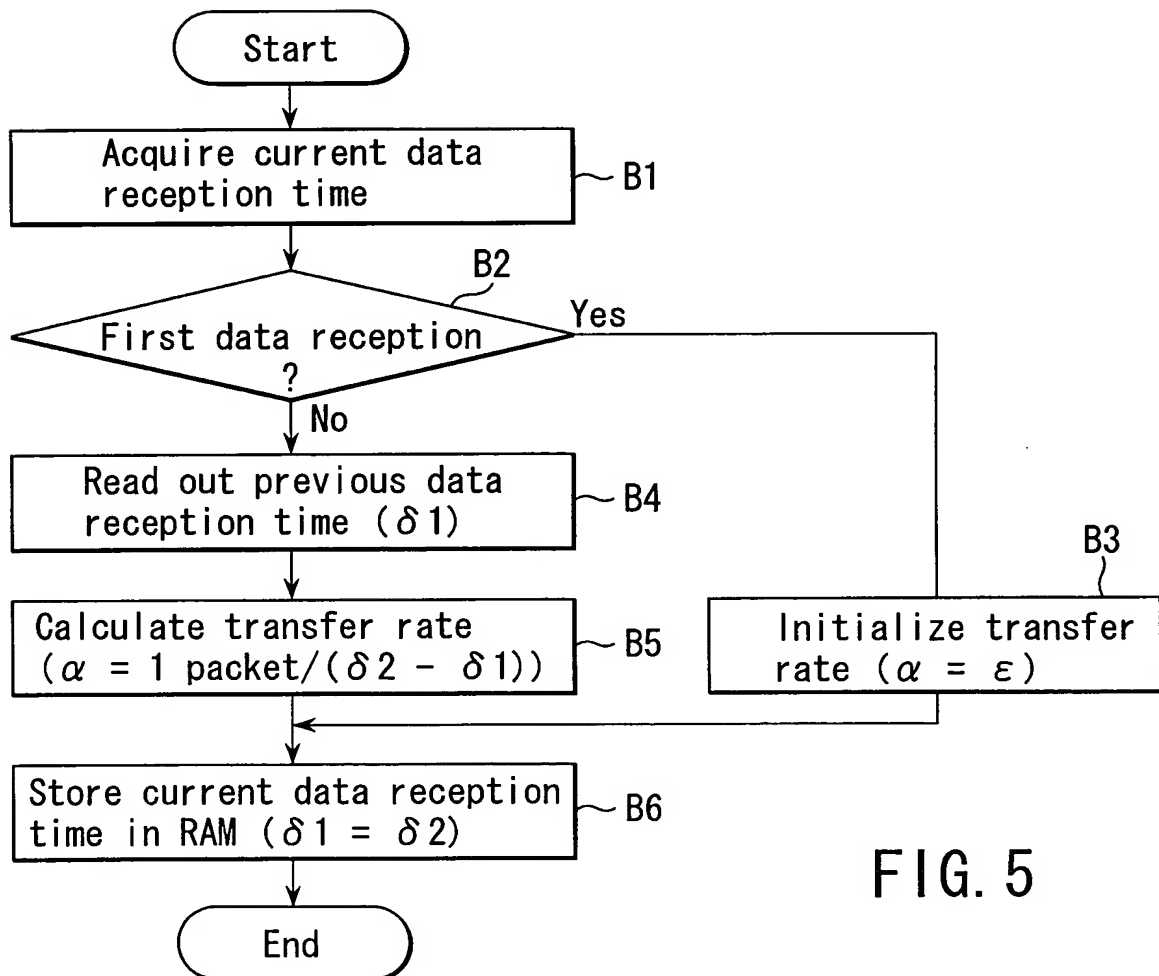 Start
Acquire current data
reception time
B1
B2
First data reception
?
Yes
No
Read out previous data
reception time (δ1)
B4
B3
Calculate transfer rate
(α = 1 packet/(δ2 - δ1))
B5
Initialize transfer
rate (α = ε)
Store current data reception
time in RAM (δ1 = δ2)
B6
End
FIG. 5